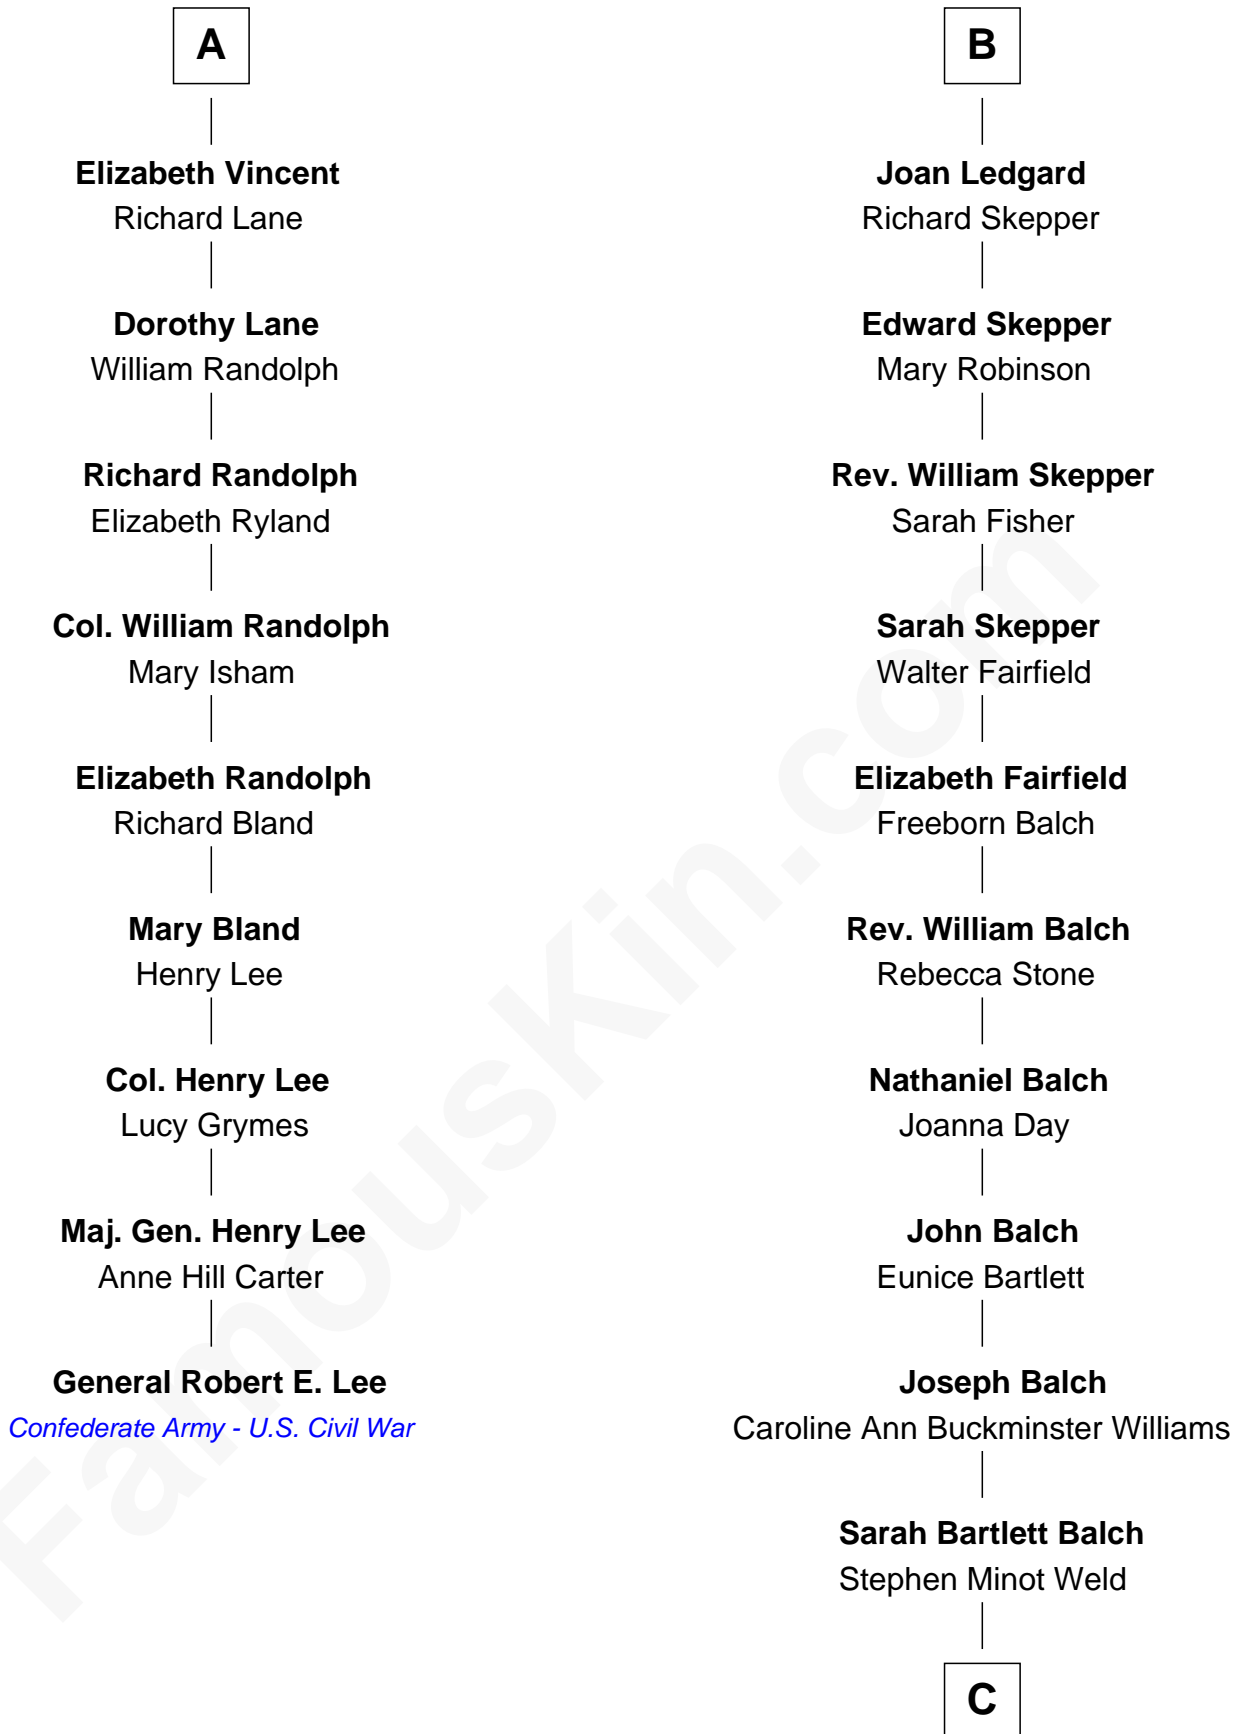 A
Elizabeth Vincent
Richard Lane
Dorothy Lane
William Randolph
Richard Randolph
Elizabeth Ryland
Col. William Randolph
Mary Isham
Elizabeth Randolph
Richard Bland
Mary Bland
Henry Lee
Col. Henry Lee
Lucy Grymes
Maj. Gen. Henry Lee
Anne Hill Carter
General Robert E. Lee
Confederate Army - U.S. Civil War
B
Joan Ledgard
Richard Skepper
Edward Skepper
Mary Robinson
Rev. William Skepper
Sarah Fisher
Sarah Skepper
Walter Fairfield
Elizabeth Fairfield
Freeborn Balch
Rev. William Balch
Rebecca Stone
Nathaniel Balch
Joanna Day
John Balch
Eunice Bartlett
Joseph Balch
Caroline Ann Buckminster Williams
Sarah Bartlett Balch
Stephen Minot Weld
C
FamousKin.com